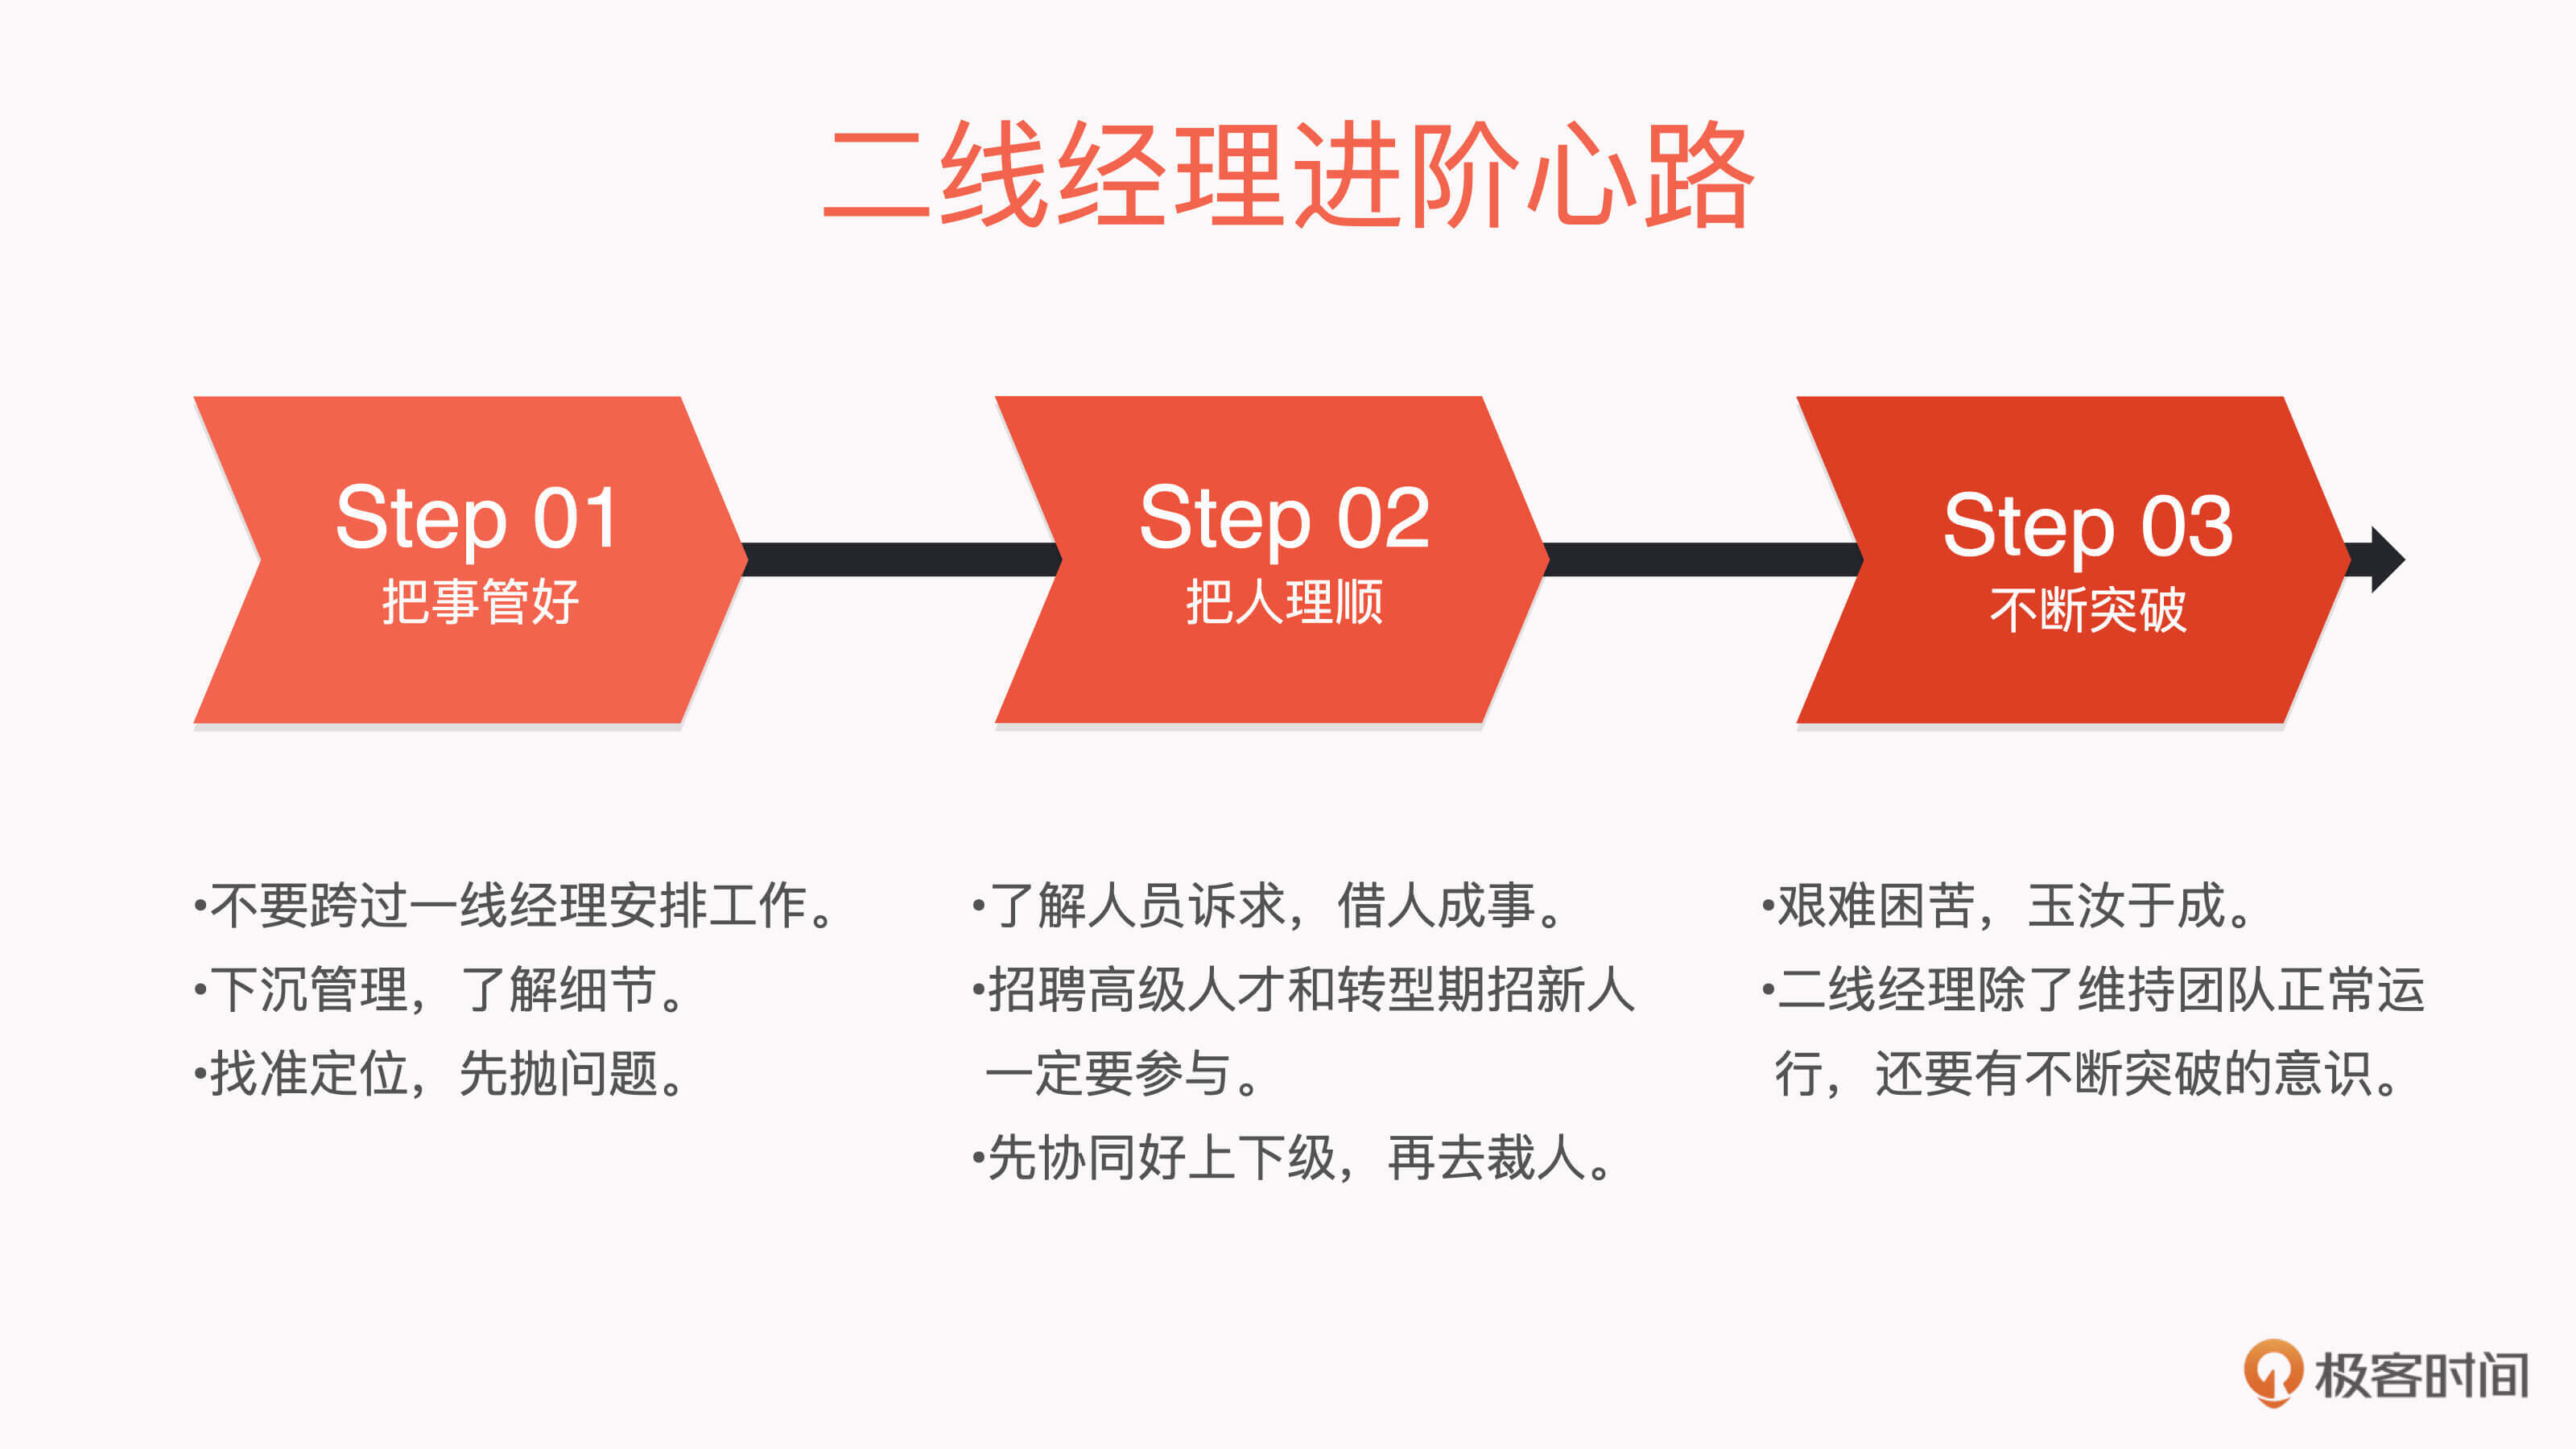 二线经理进阶心路
Step 01
把事管好
Step 02
把人理顺
Step 03
不断突破
•不要跨过一线经理安排工作。
•下沉管理，了解细节。
•找准定位，先抛问题。
•了解人员诉求，借人成事。
•招聘高级人才和转型期招新人
一定要参与。
•先协同好上下级，再去裁人。
•艰难困苦，玉汝于成。
•二线经理除了维持团队正常运
行，还要有不断突破的意识。
极客时间